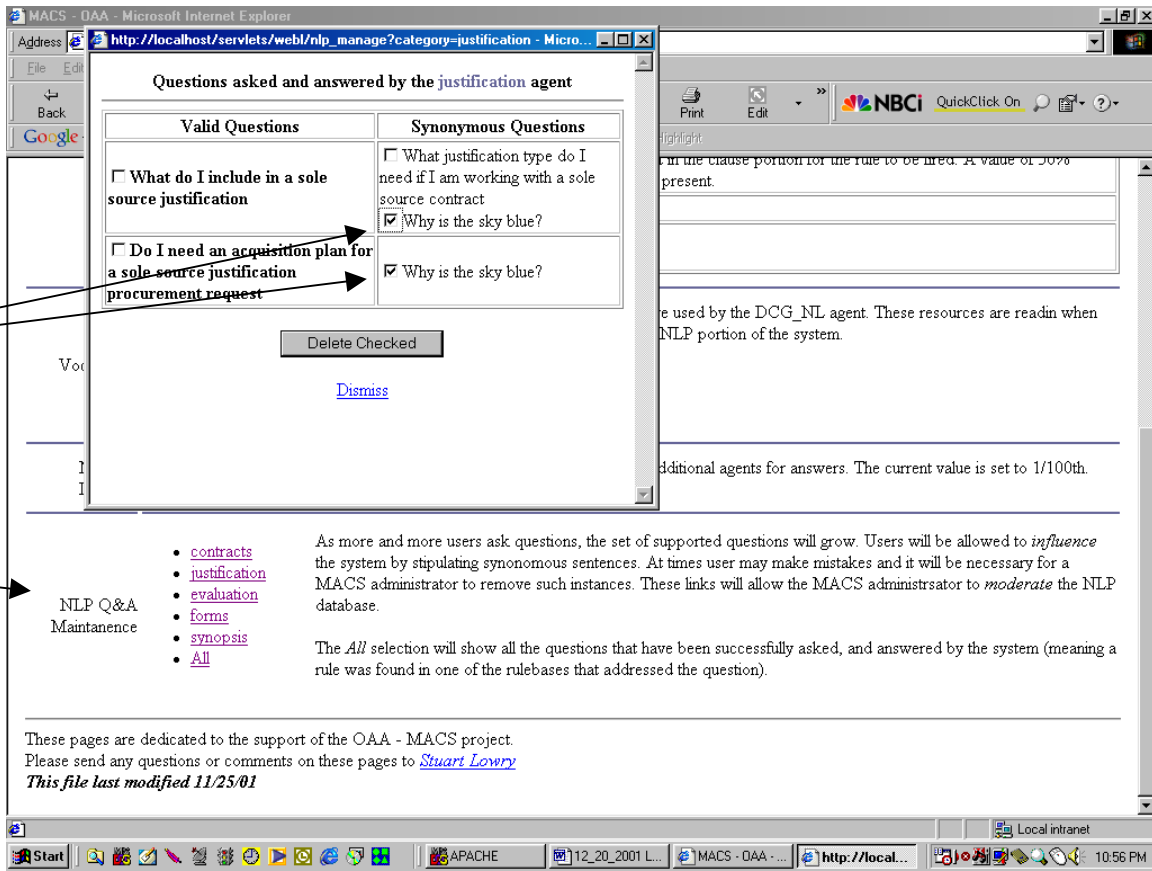 MACS - OAA - Microsoft Internet Explorer
Address
http://localhost/servlets/webl/nlp_manage?category=justification - Micro...
File Edit
Back
Print
Edit
»
NBCi
QuickClick On
Google
Highlight
Questions asked and answered by the justification agent
Valid Questions
Synonymous Questions
What do I include in a sole
source justification
What justification type do I
need if I am working with a sole
source contract
Why is the sky blue?
Do I need an acquisition plan for
a sole source justification
procurement request
Why is the sky blue?
Delete Checked
Dismiss
in the clause portion for the rule to be fired. A value of 50%
present.
e used by the DCG_NL agent. These resources are readin when
NLP portion of the system.
Voc
dditional agents for answers. The current value is set to 1/100th.
NLP Q&A
Maintanence
• contracts
• justification
• evaluation
• forms
• synopsis
• All
As more and more users ask questions, the set of supported questions will grow. Users will be allowed to influence
the system by stipulating synonomous sentences. At times user may make mistakes and it will be necessary for a
MACS administrator to remove such instances. These links will allow the MACS administrsator to moderate the NLP
database.
The All selection will show all the questions that have been successfully asked, and answered by the system (meaning a
rule was found in one of the rulebases that addressed the question).
These pages are dedicated to the support of the OAA - MACS project.
Please send any questions or comments on these pages to Stuart Lowry
This file last modified 11/25/01
Local intranet
Start
APACHE
12_20_2001 L...
MACS - OAA - ...
http://local...
10:56 PM